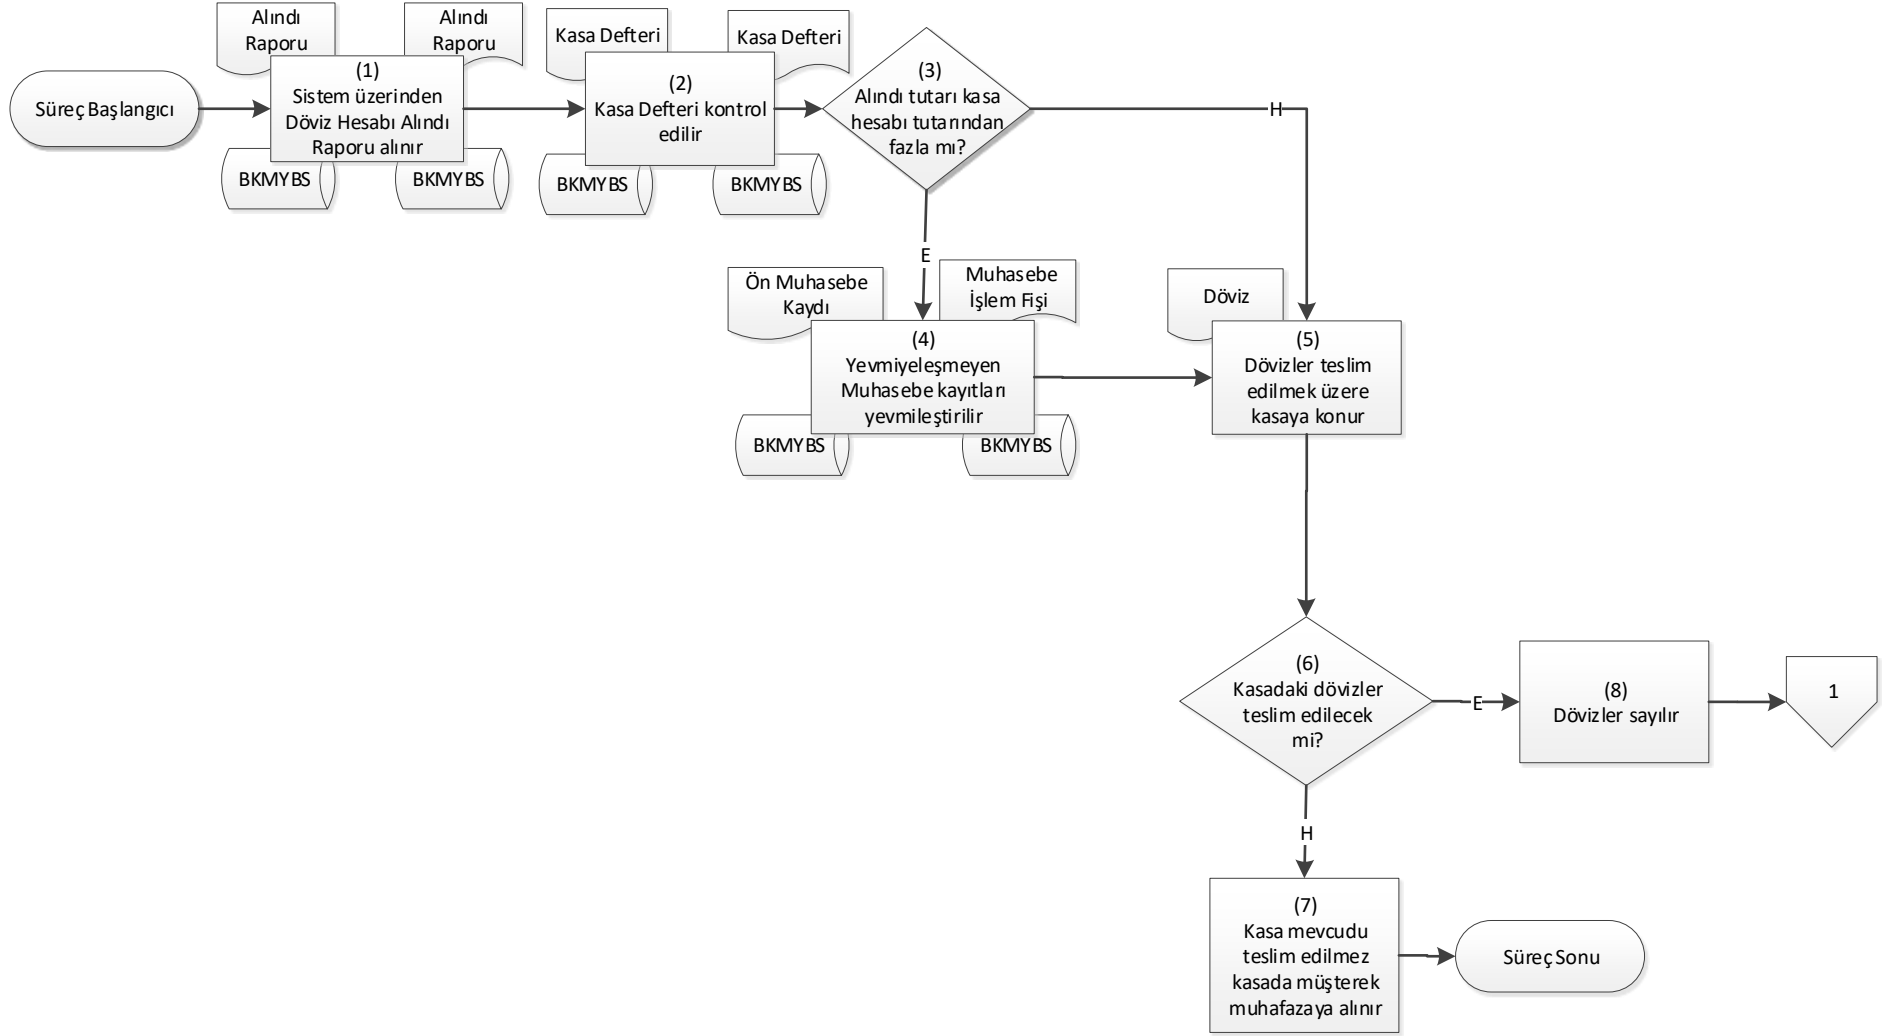 Alındı
Raporu
Alındı
Raporu
Kasa Defteri
Kasa Defteri
Süreç Başlangıcı
(1)
Sistem üzerinden
Döviz Hesabı Alındı
Raporu alınır
(2)
Kasa Defteri kontrol
edilir
(3)
Alındı tutarı kasa
hesabı tutarından
fazla mı?
H
BKMYBS
BKMYBS
BKMYBS
BKMYBS
E
Ön Muhasebe
Kaydı
Muhasebe
İşlem Fişi
Döviz
(4)
Yevmiyeleşmeyen
Muhasebe kayıtları
yevmileştirilir
(5)
Dövizler teslim
edilmek üzere
kasaya konur
BKMYBS
BKMYBS
(6)
Kasadaki dövizler
teslim edilecek
mi?
E
(8)
Dövizler sayılır
1
H
(7)
Kasa mevcudu
teslim edilmez
kasada müşterek
muhafazaya alınır
Süreç Sonu